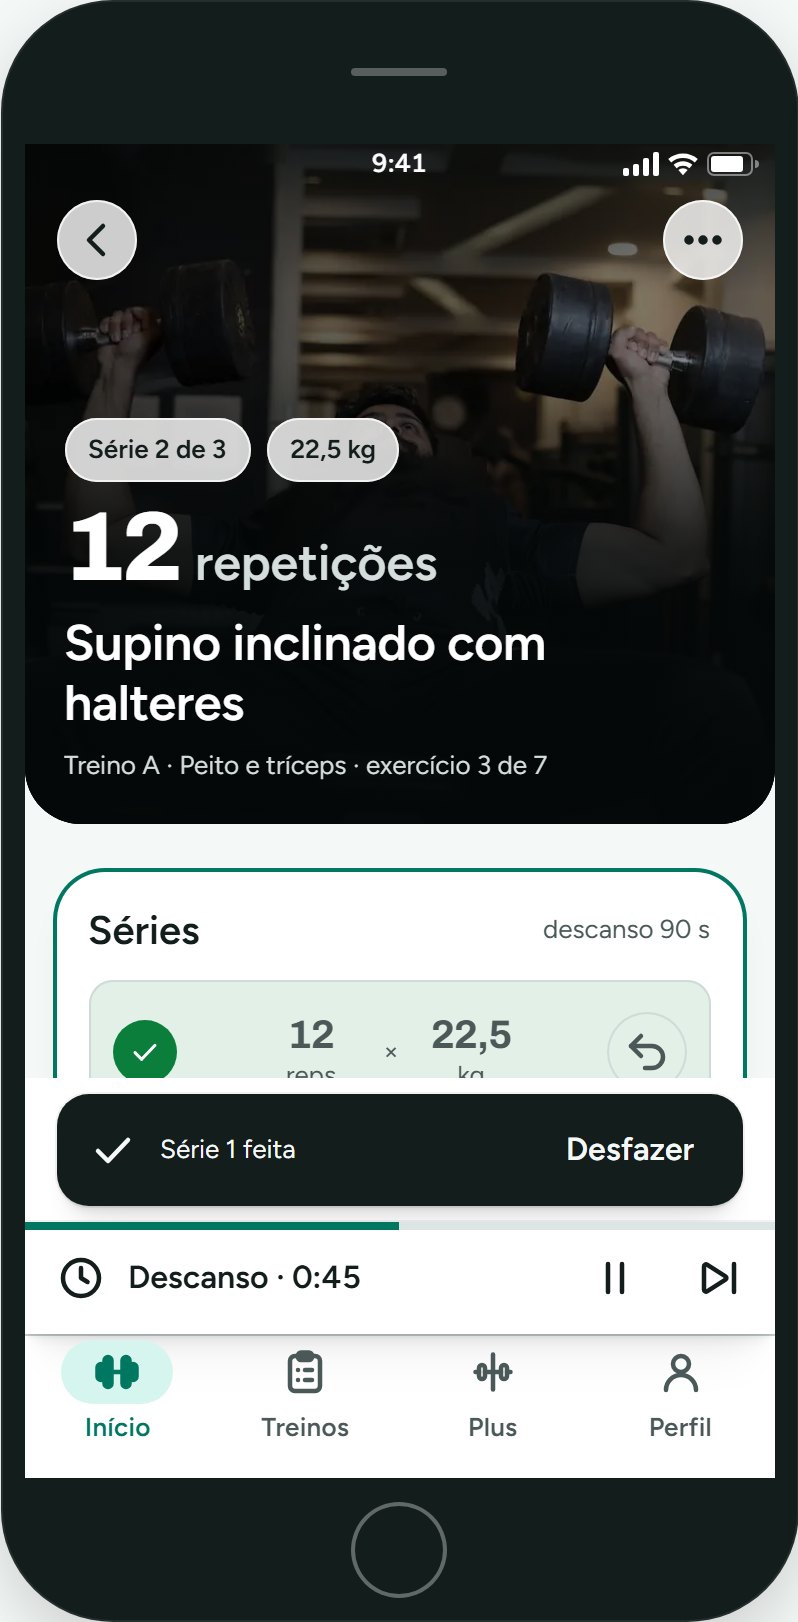 9:41
Série 2 de 3
22,5 kg
12 repetições
Supino inclinado com
halteres
Treino A · Peito e tríceps · exercício 3 de 7
Séries
descanso 90 s
12 × 22,5
reps kg
Série 1 feita
Desfazer
Descanso · 0:45
Início
Treinos
Plus
Perfil